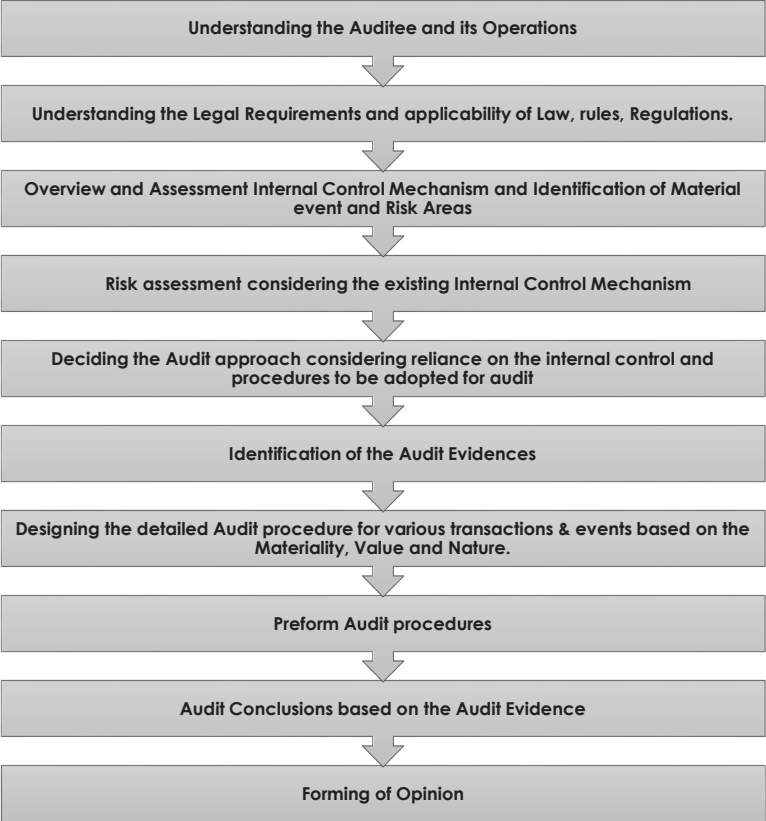 Understanding the Auditee and its Operations
Understanding the Legal Requirements and applicability of Law, rules, Regulations.
Overview and Assessment Internal Control Mechanism and Identification of Material
event and Risk Areas
Risk assessment considering the existing Internal Control Mechanism
Deciding the Audit approach considering reliance on the internal control and
procedures to be adopted for audit
Identification of the Audit Evidences
Designing the detailed Audit procedure for various transactions & events based on the
Materiality, Value and Nature.
Preform Audit procedures
Audit Conclusions based on the Audit Evidence
Forming of Opinion